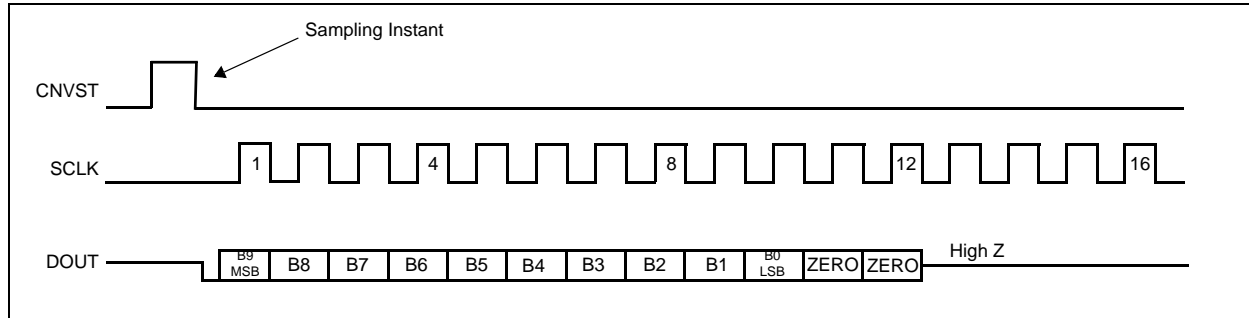 Sampling Instant
CNVST
SCLK 1 4 8 12 16
DOUT B9 MSB B8 B7 B6 B5 B4 B3 B2 B1 B0 LSB ZERO ZERO High Z